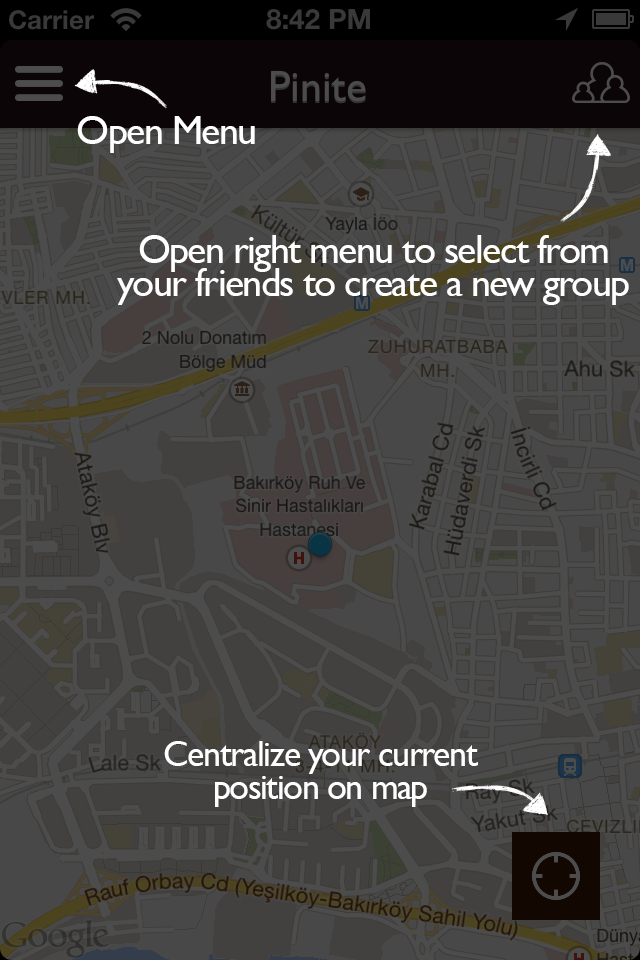 Carrier 8:42 PM
Pinite
Open Menu
Yayla İöo
Kültür S
Open right menu to select from
your friends to create a new group
VLER MH.
M
M
2 Nolu Donatım
Bölge Müd
ZUHURATBABA
MH.
Ahu Sk
Karabal Cd
Hüdaverdi Sk
İncirli Cd
Ataköy Blv
Bakırköy Ruh Ve
Sinir Hastalıkları
Hastanesi
H
ATAKÖY
MH.
Lale Sk
Centralize your current
position on map
Ray Sk
Yakut Sk
CEVIZLI
Rauf Orbay Cd (Yeşilköy-Bakırköy Sahil Yolu)
Google
Düny
Hast
H